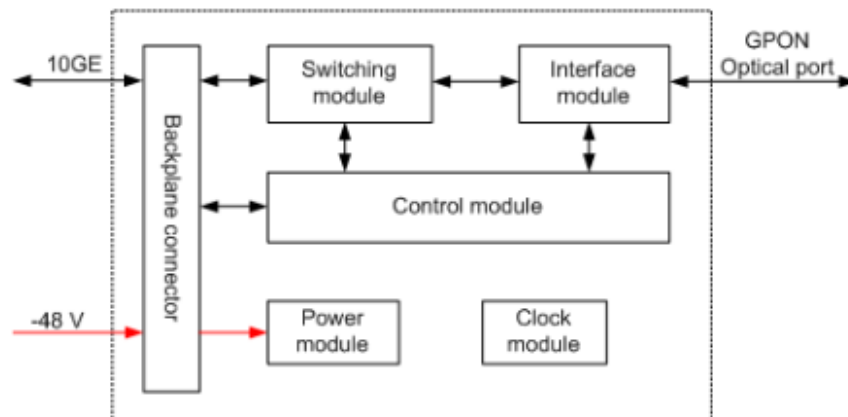 10GE
Backplane connector
Switching
module
Interface
module
GPON
Optical port
Control module
-48 V
Power
module
Clock
module